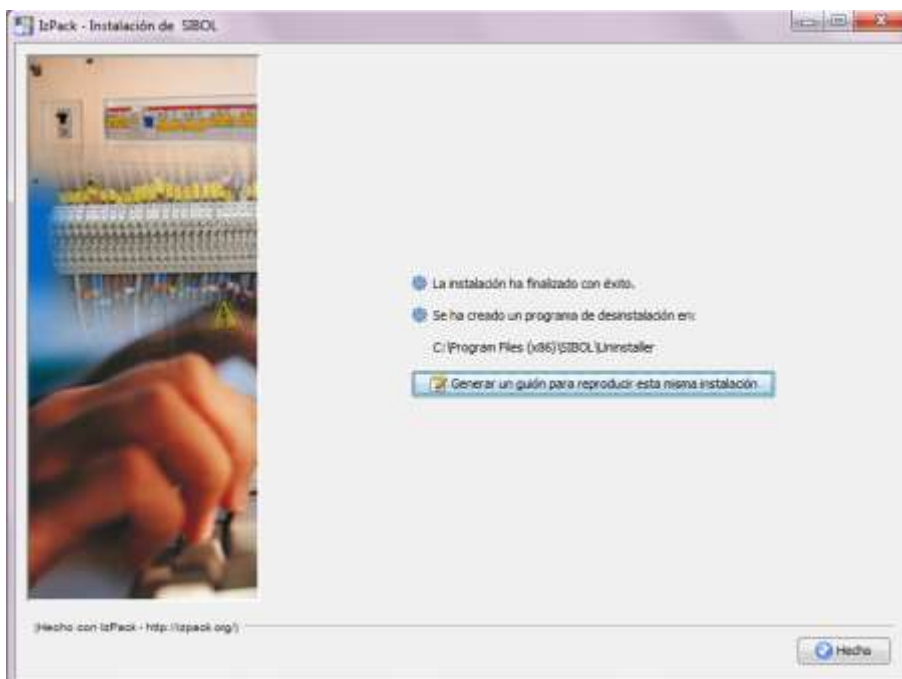 IzPack - Instalación de SIBOL
La instalación ha finalizado con éxito.
Se ha creado un programa de desinstalación en:
C:\Program Files (x86)\SIBOL\Uninstaller
Generar un guión para reproducir esta misma instalación
(Hecho con IzPack - http://izpack.org/)
Hecho